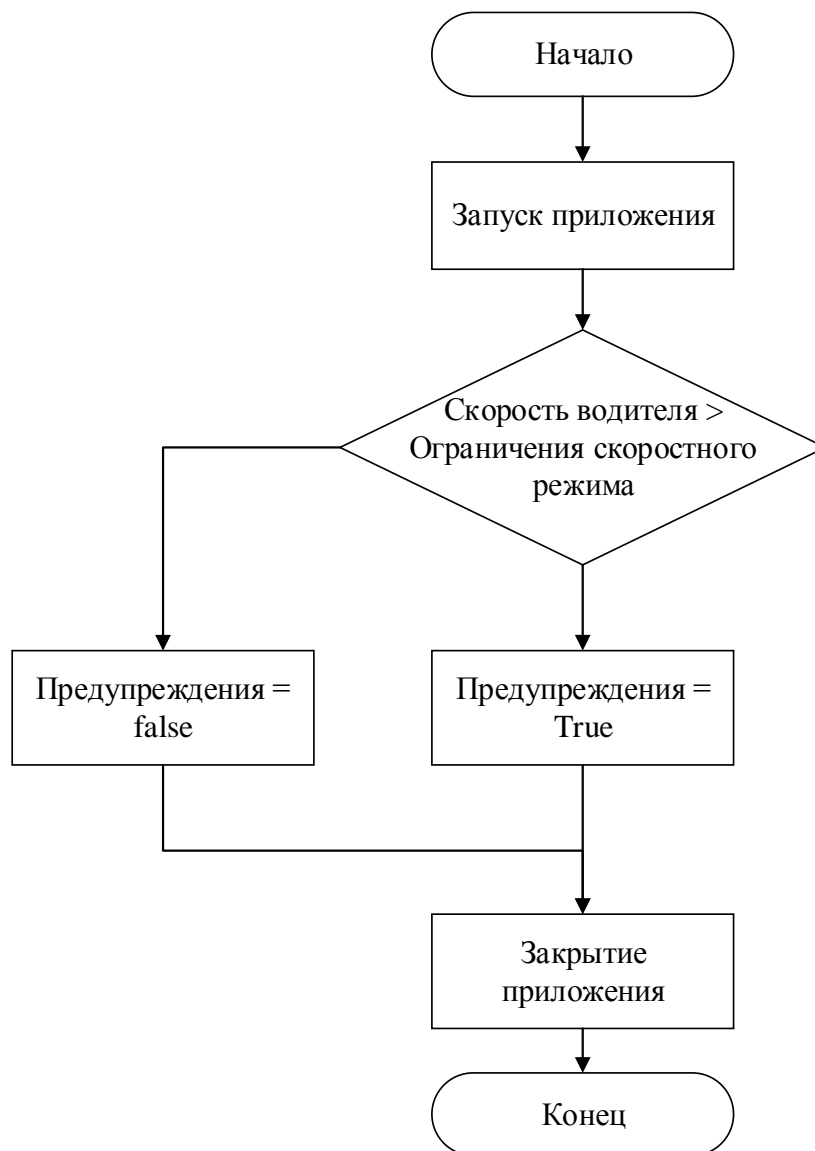 Начало
Запуск приложения
Скорость водителя >
Ограничения скоростного
режима
Предупреждения =
false
Предупреждения =
True
Закрытие
приложения
Конец